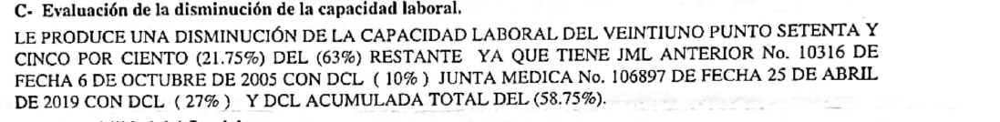 C- Evaluación de la disminución de la capacidad laboral.
LE PRODUCE UNA DISMINUCIÓN DE LA CAPACIDAD LABORAL DEL VEINTIUNO PUNTO SETENTA Y
CINCO POR CIENTO (21.75%) DEL (63%) RESTANTE YA QUE TIENE JML ANTERIOR No. 10316 DE
FECHA 6 DE OCTUBRE DE 2005 CON DCL ( 10% ) JUNTA MEDICA No. 106897 DE FECHA 25 DE ABRIL
DE 2019 CON DCL ( 27% ) Y DCL ACUMULADA TOTAL DEL (58.75%).